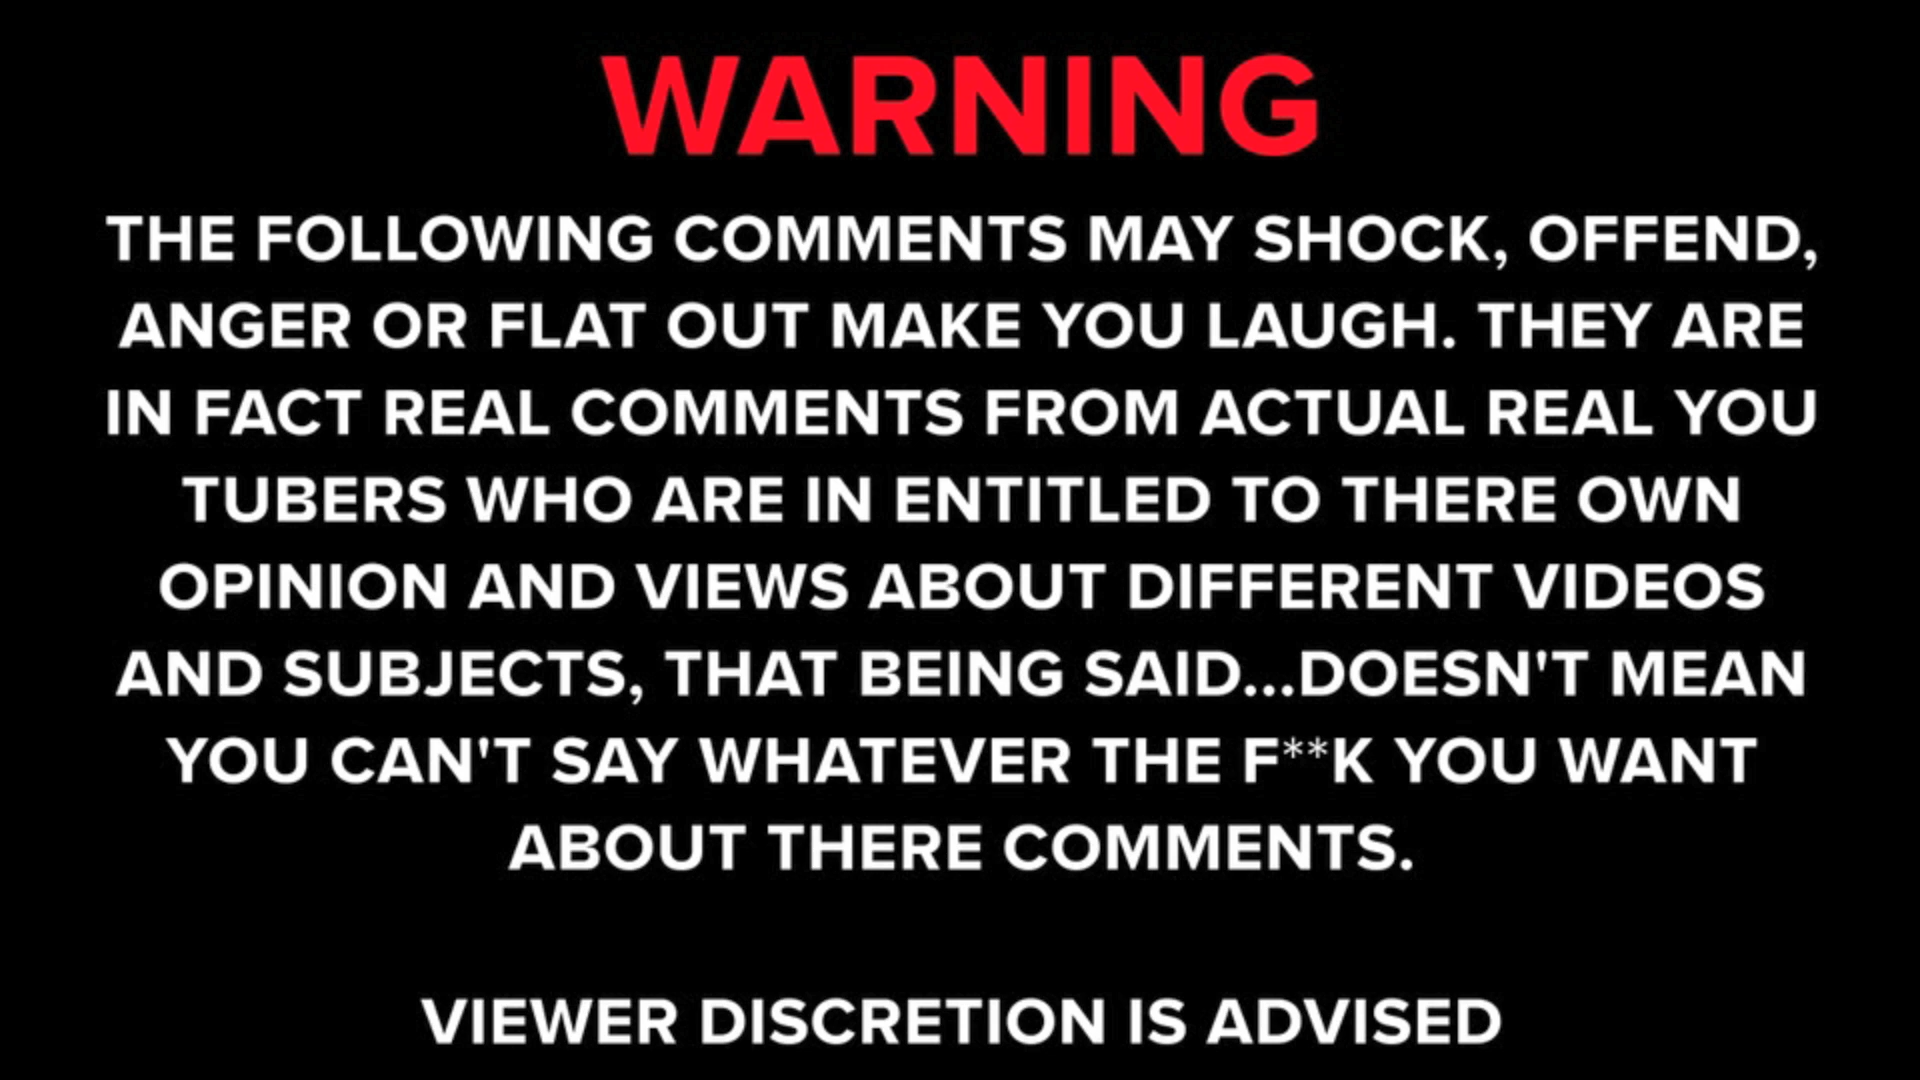 WARNING
THE FOLLOWING COMMENTS MAY SHOCK, OFFEND,
ANGER OR FLAT OUT MAKE YOU LAUGH. THEY ARE
IN FACT REAL COMMENTS FROM ACTUAL REAL YOU
TUBERS WHO ARE IN ENTITLED TO THERE OWN
OPINION AND VIEWS ABOUT DIFFERENT VIDEOS
AND SUBJECTS, THAT BEING SAID...DOESN'T MEAN
YOU CAN'T SAY WHATEVER THE F**K YOU WANT
ABOUT THERE COMMENTS.
VIEWER DISCRETION IS ADVISED